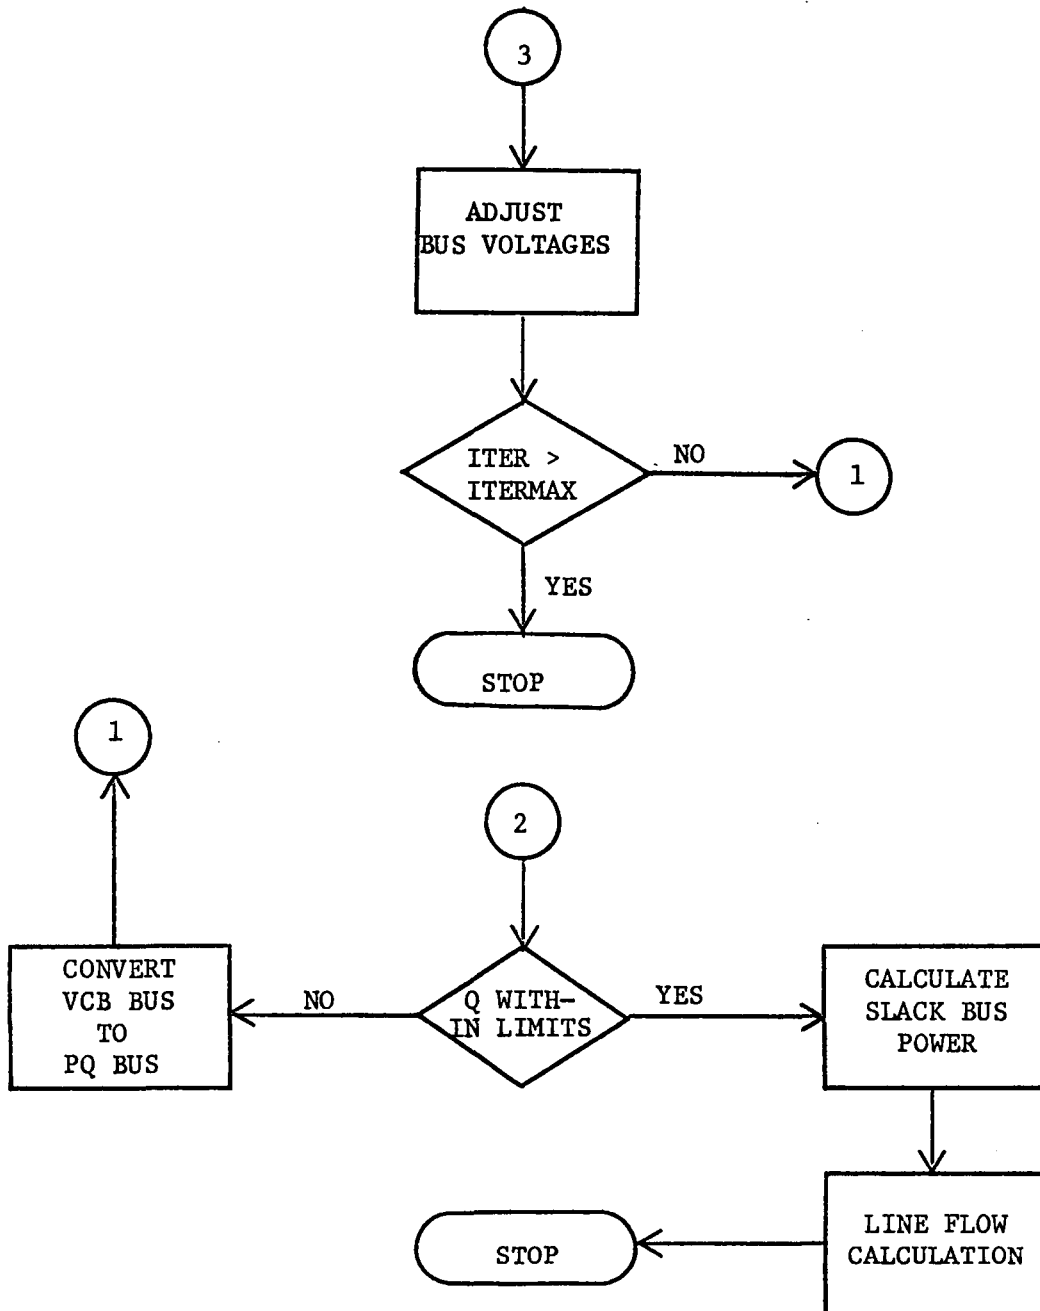 3
ADJUST
BUS VOLTAGES
ITER >
ITERMAX
NO
1
YES
STOP
1
2
CONVERT
VCB BUS
TO
PQ BUS
NO
Q WITH-
IN LIMITS
YES
CALCULATE
SLACK BUS
POWER
LINE FLOW
CALCULATION
STOP